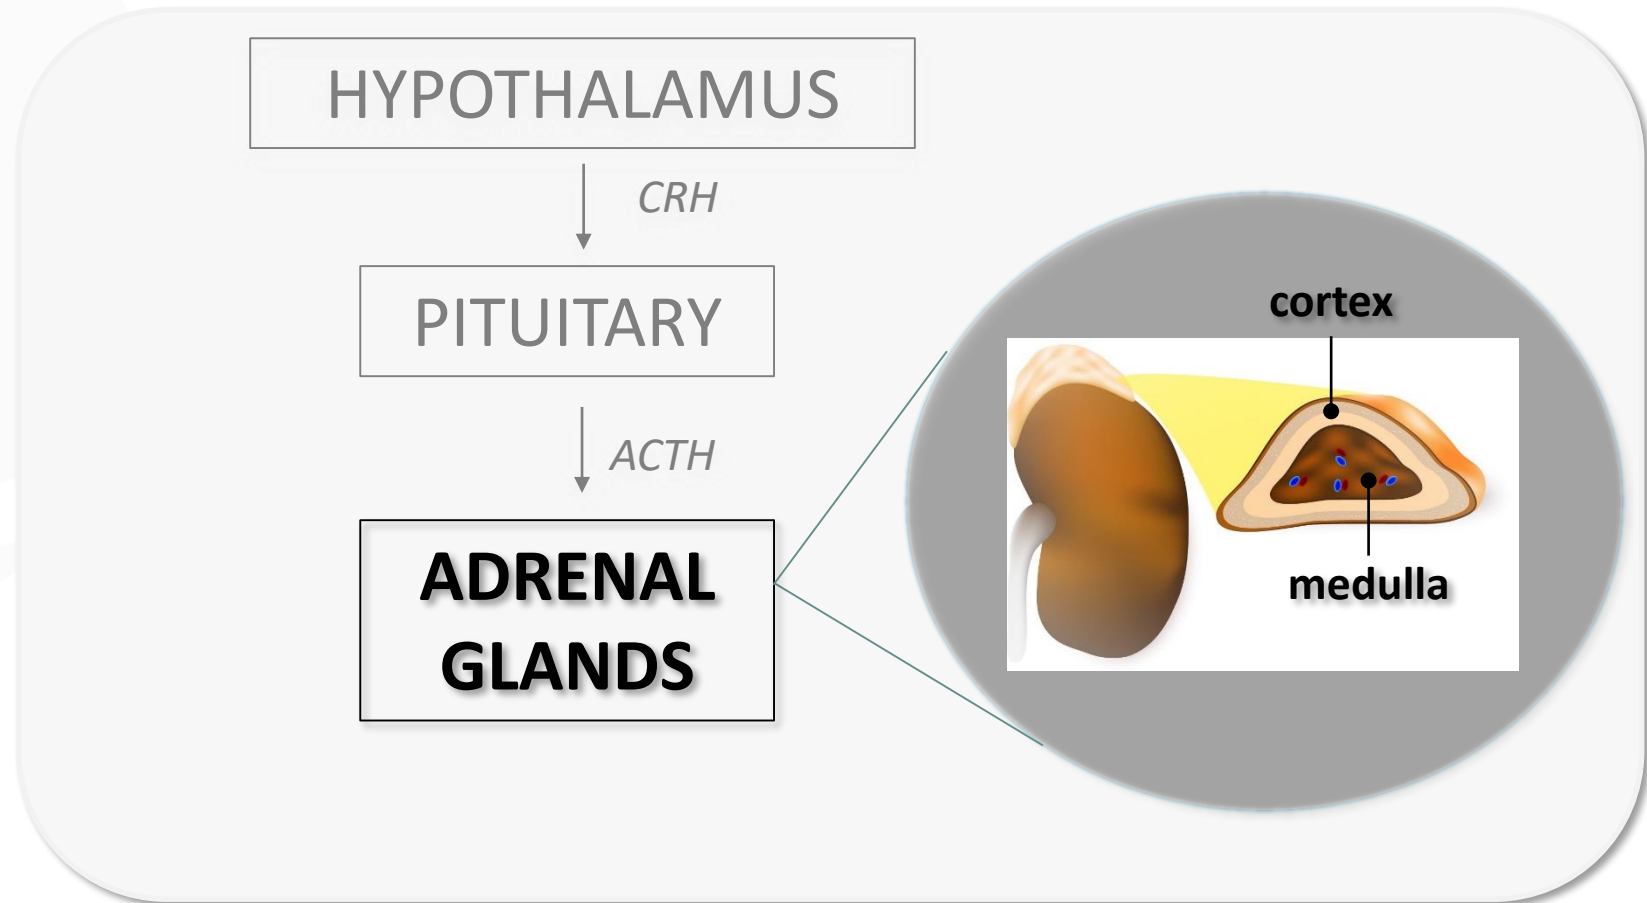 HYPOTHALAMUS
CRH
PITUITARY
ACTH
ADRENAL
GLANDS
cortex
medulla